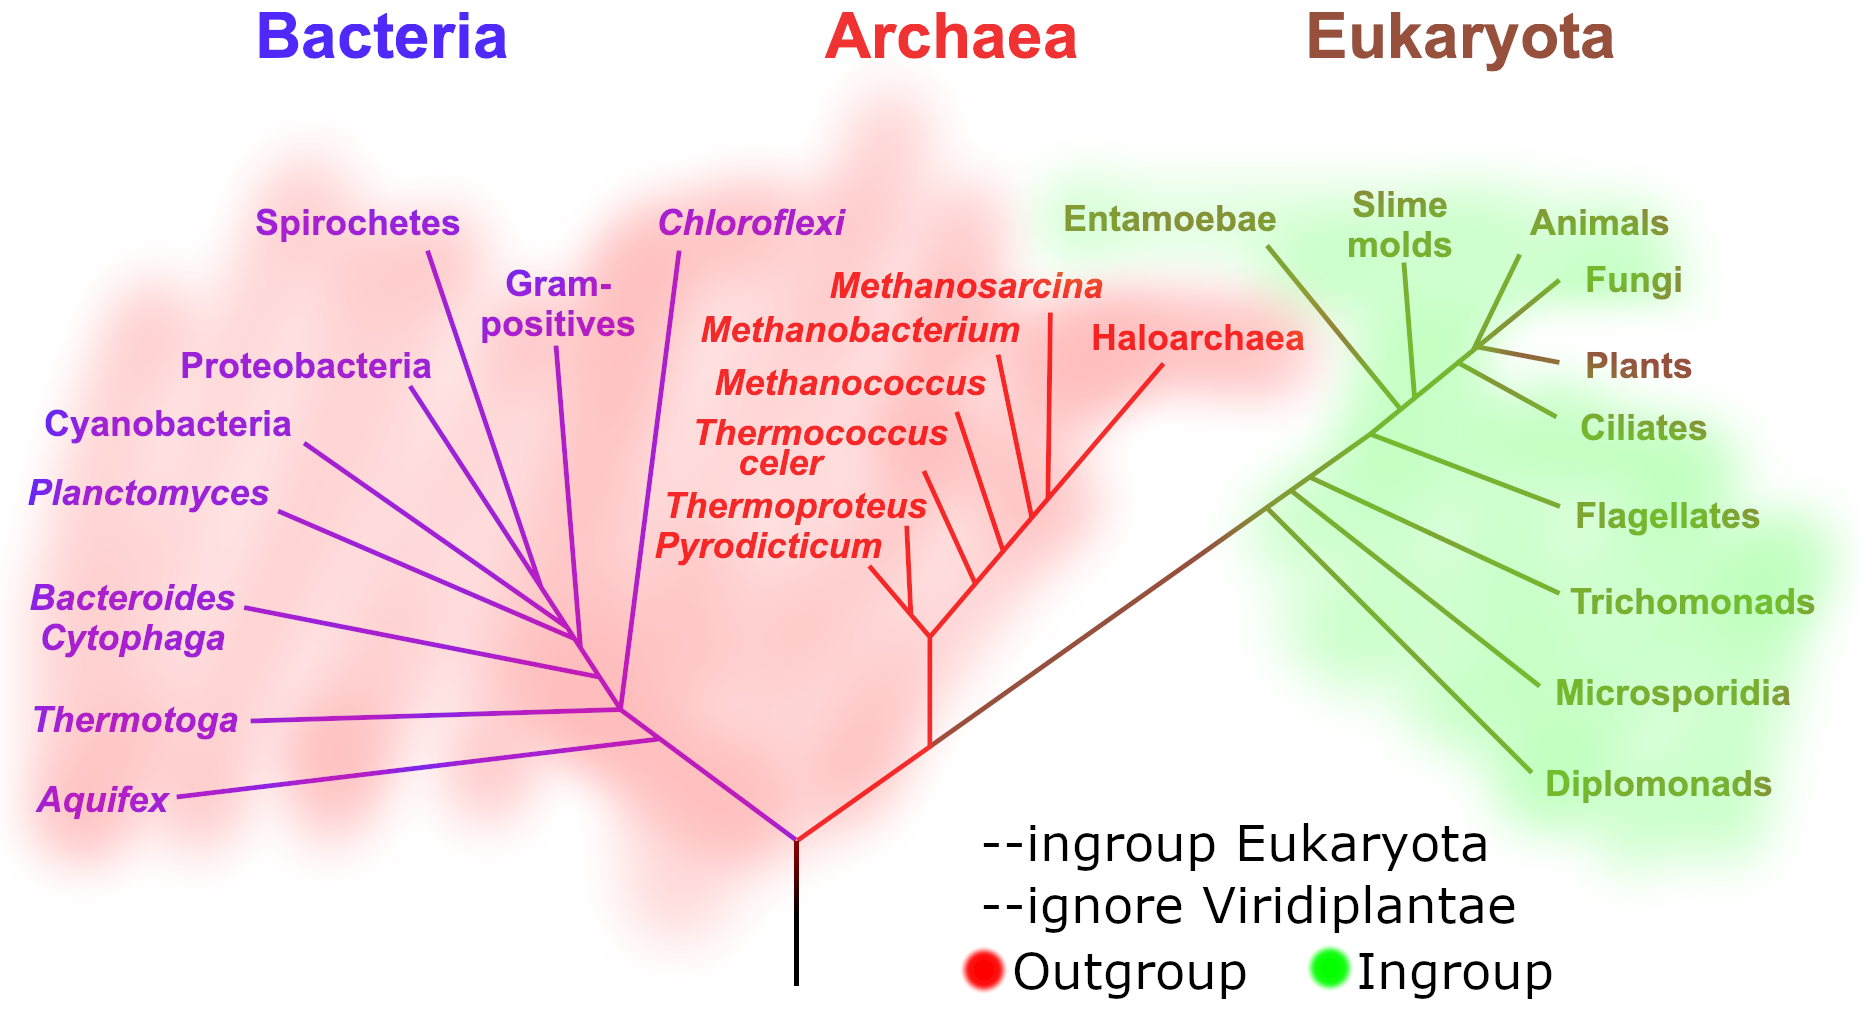 Bacteria
Archaea
Eukaryota
Spirochetes
Gram-
positives
Chloroflexi
Proteobacteria
Cyanobacteria
Planctomyces
Bacteroides
Cytophaga
Thermotoga
Aquifex
Methanosarcina
Methanobacterium
Haloarchaea
Methanococcus
Thermococcus
celer
Thermoproteus
Pyrodicticum
Entamoebae
Slime
molds
Animals
Fungi
Plants
Ciliates
Flagellates
Trichomonads
Microsporidia
Diplomonads
--ingroup Eukaryota
--ignore Viridiplantae
Outgroup
Ingroup